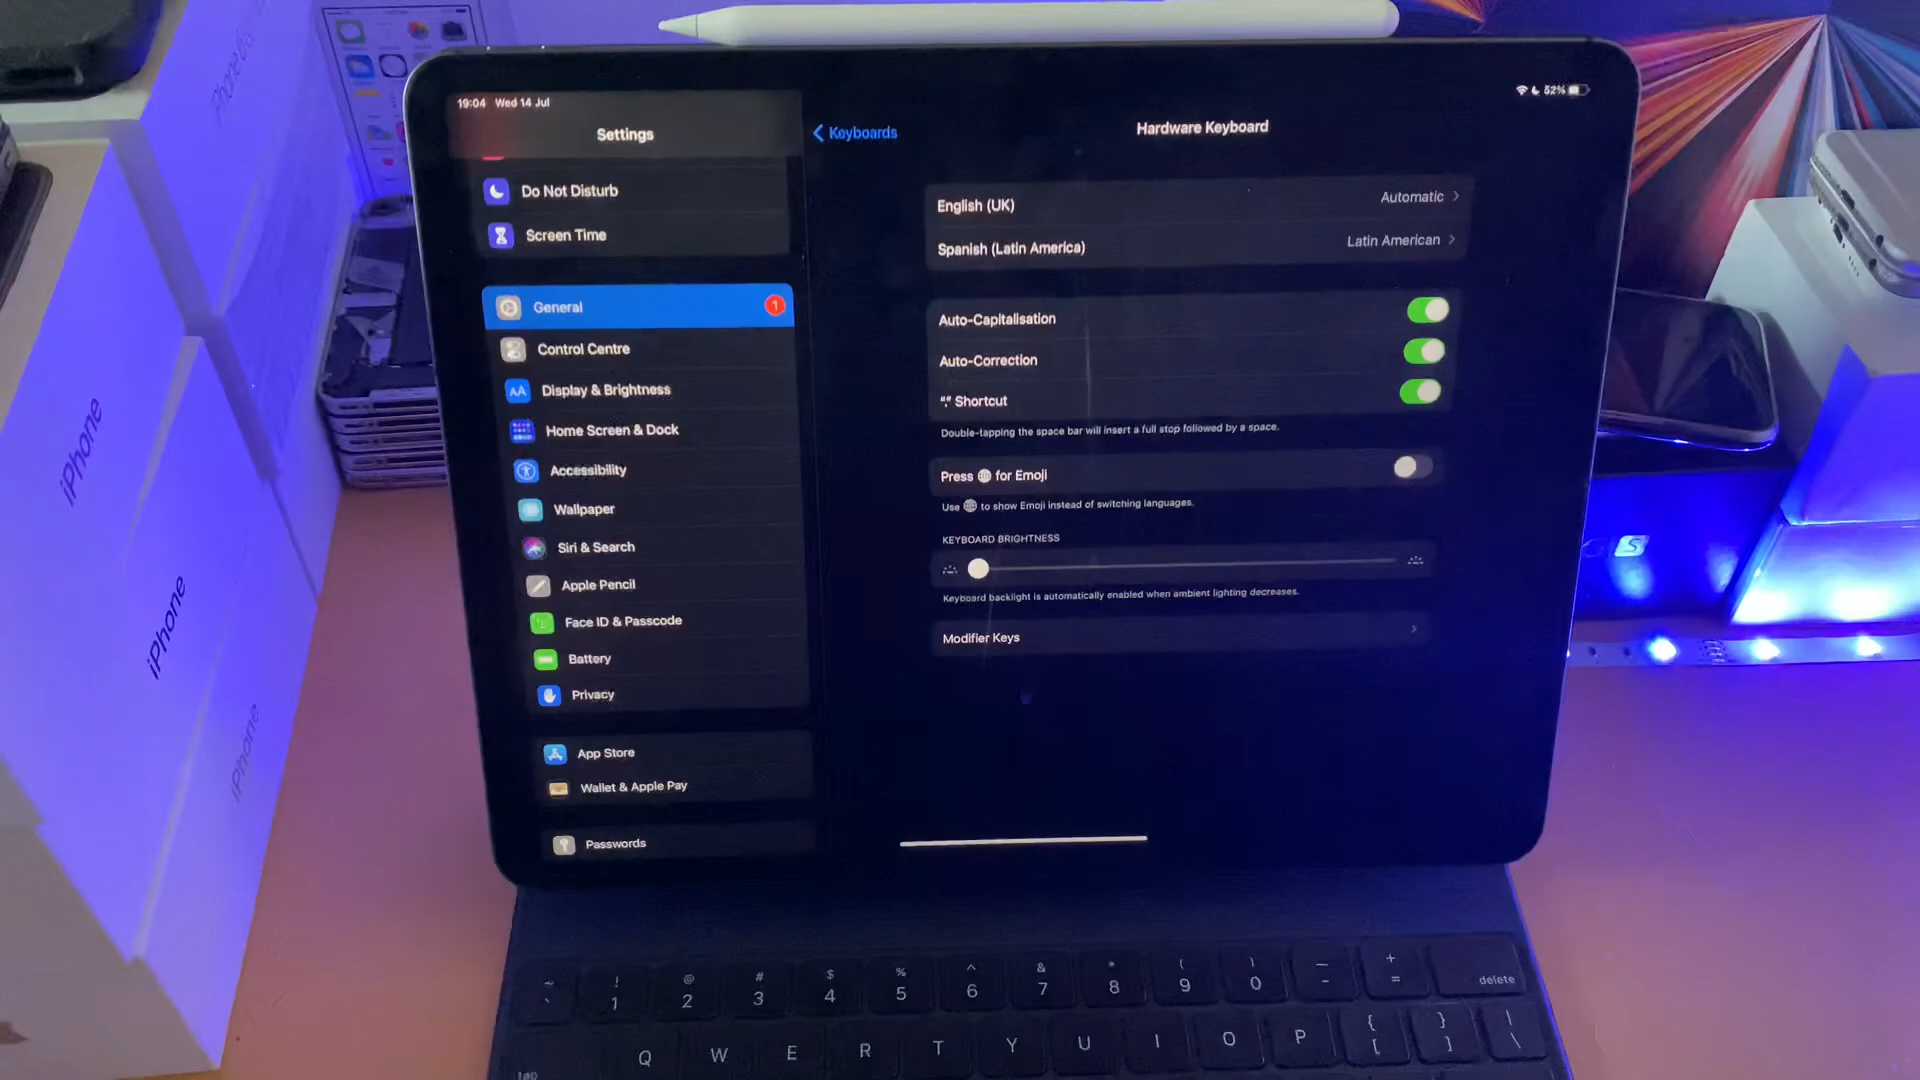 19:04 Wed 14 Jul
52%
Settings
Do Not Disturb
Screen Time
General
1
Control Centre
Display & Brightness
Home Screen & Dock
Accessibility
Wallpaper
Siri & Search
Apple Pencil
Face ID & Passcode
Battery
Privacy
App Store
Wallet & Apple Pay
Passwords
Keyboards
Hardware Keyboard
English (UK) Automatic
Spanish (Latin America) Latin American
Auto-Capitalisation
Auto-Correction
“.” Shortcut
Double-tapping the space bar will insert a full stop followed by a space.
Press 🌐 for Emoji
Use 🌐 to show Emoji instead of switching languages.
KEYBOARD BRIGHTNESS
Keyboard backlight is automatically enabled when ambient lighting decreases.
Modifier Keys
iPhone
iPhone
iPhone
~ ! @ # $ % ^ & * ( ) — +
` 1 2 3 4 5 6 7 8 9 0 - = delete
{ } |
Q W E R T Y U I O P [ ] \
tab